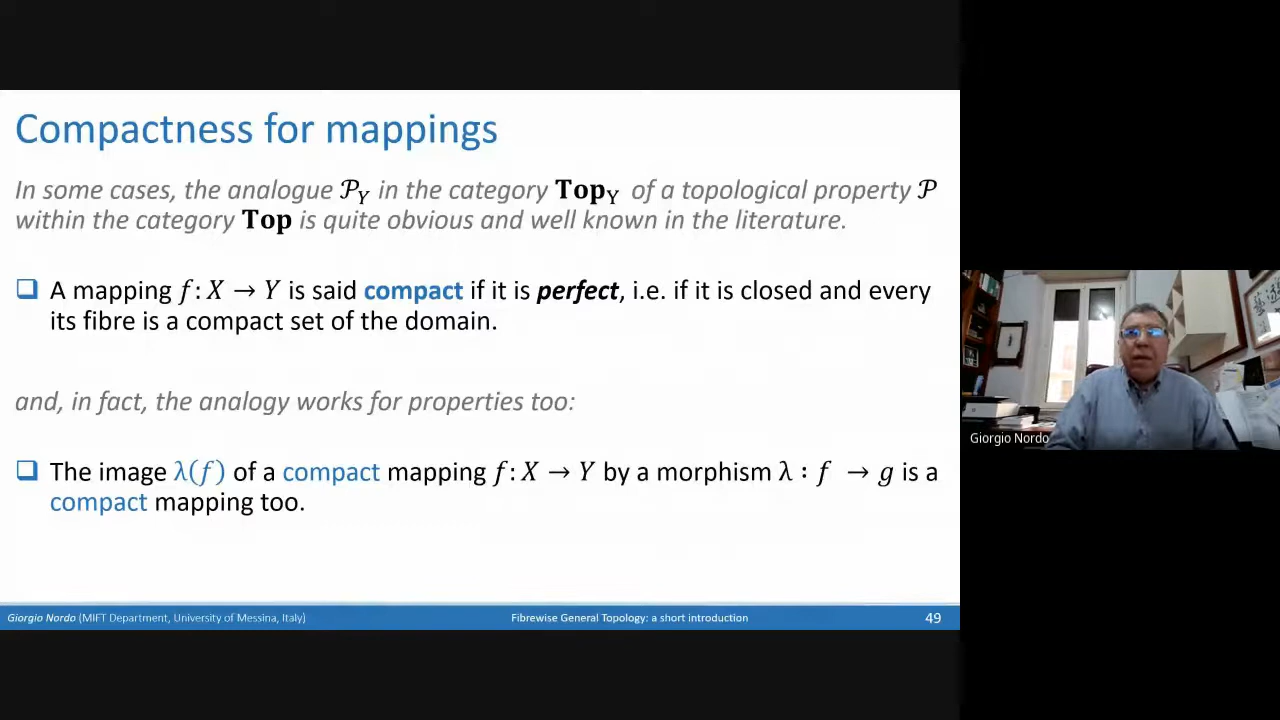 Compactness for mappings
In some cases, the analogue 𝒫_Y in the category Top_Y of a topological property 𝒫
within the category Top is quite obvious and well known in the literature.
❑ A mapping f: X → Y is said compact if it is perfect, i.e. if it is closed and every
its fibre is a compact set of the domain.
and, in fact, the analogy works for properties too:
❑ The image λ(f) of a compact mapping f: X → Y by a morphism λ : f → g is a
compact mapping too.
Giorgio Nordo (MIFT Department, University of Messina, Italy) Fibrewise General Topology: a short introduction 49
Giorgio Nordo